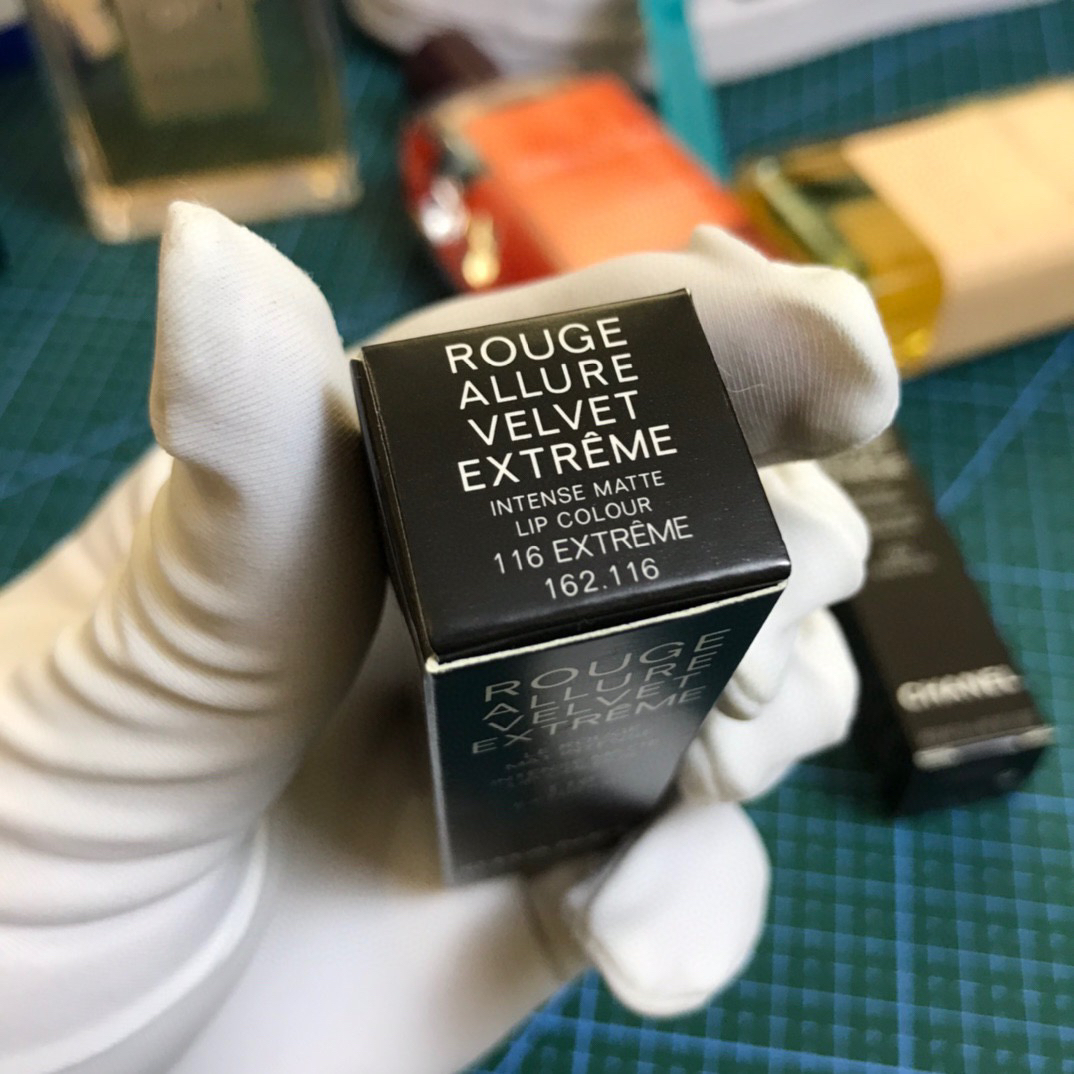 ROUGE
ALLURE
VELVET
EXTRÊME
INTENSE MATTE
LIP COLOUR
116 EXTRÊME
162.116
ROUGE
ALLURE
VELVET
EXTRÊME
CHANEL